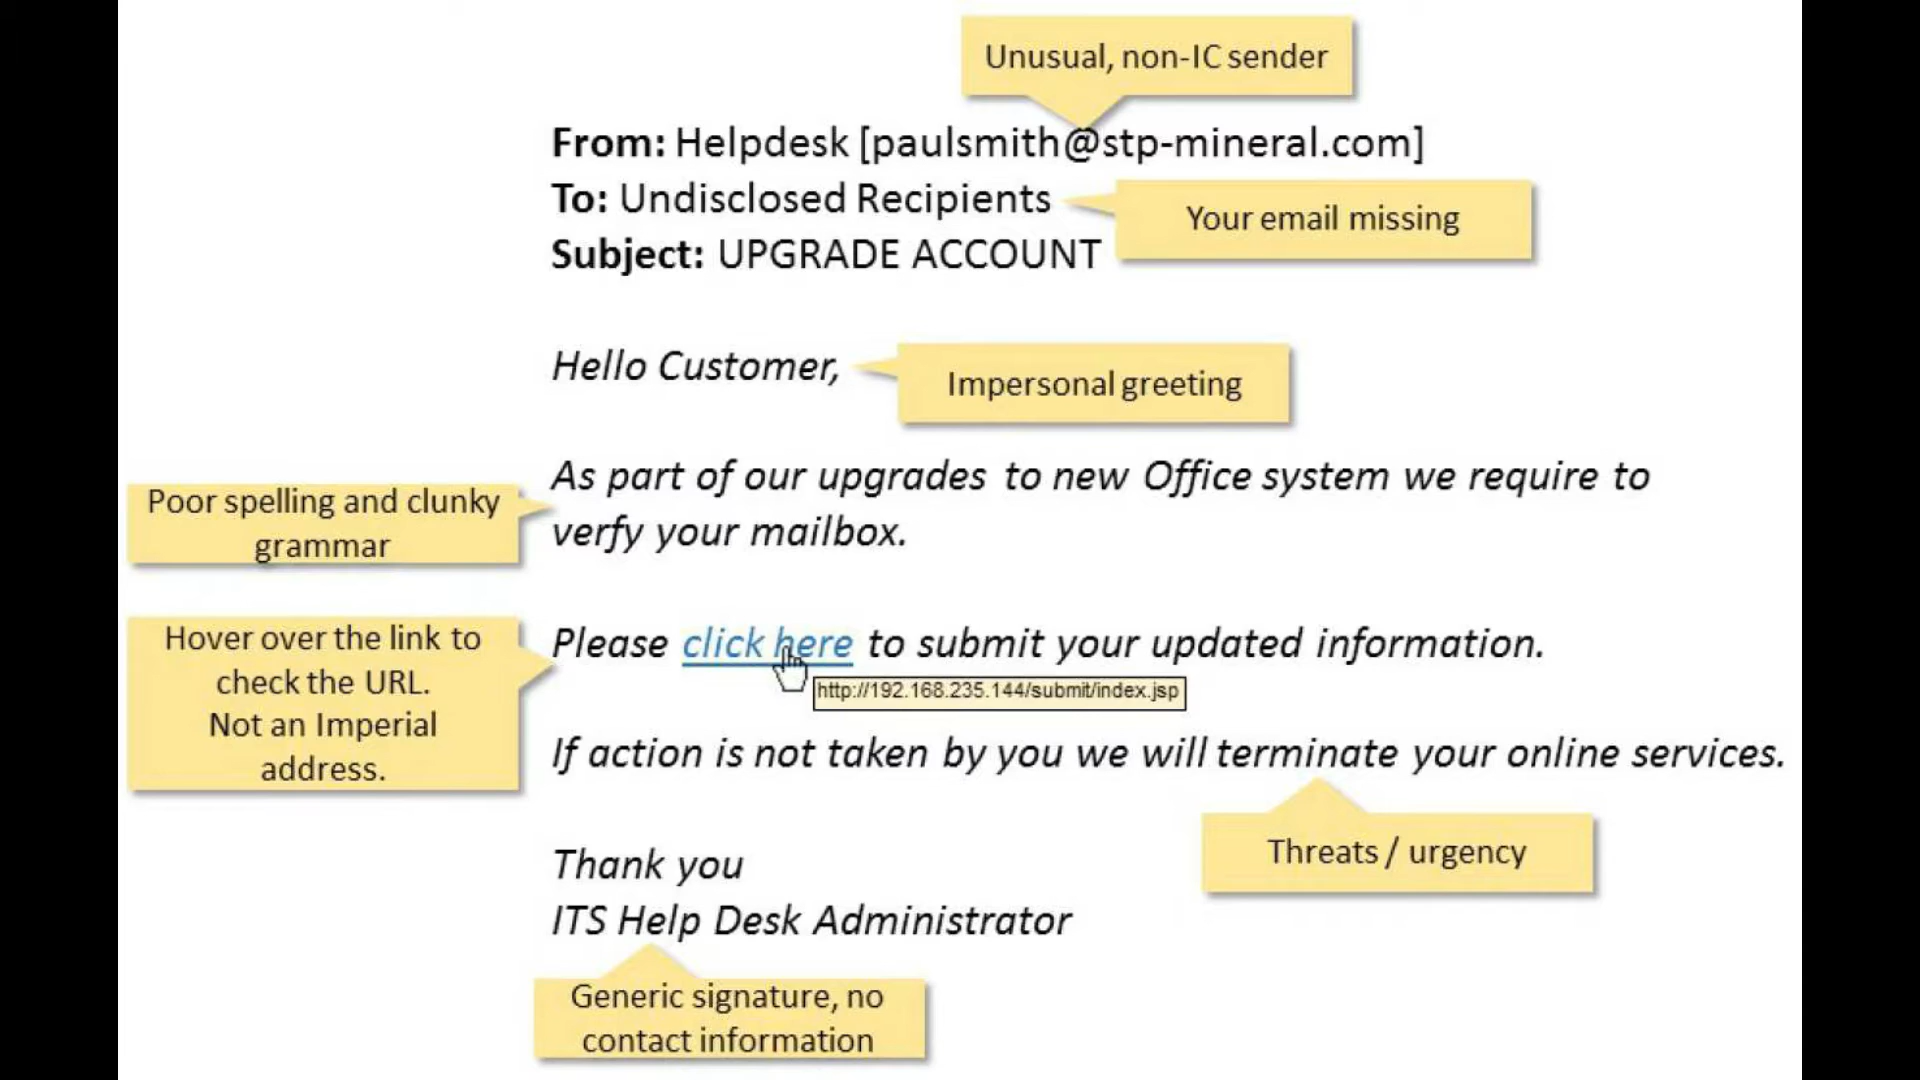 Unusual, non-IC sender
From: Helpdesk [paulsmith@stp-mineral.com]
To: Undisclosed Recipients
Your email missing
Subject: UPGRADE ACCOUNT
Hello Customer,
Impersonal greeting
As part of our upgrades to new Office system we require to
verfy your mailbox.
Poor spelling and clunky
grammar
Please click here to submit your updated information.
http://192.168.235.144/submit/index.jsp
Hover over the link to
check the URL.
Not an Imperial
address.
If action is not taken by you we will terminate your online services.
Threats / urgency
Thank you
ITS Help Desk Administrator
Generic signature, no
contact information